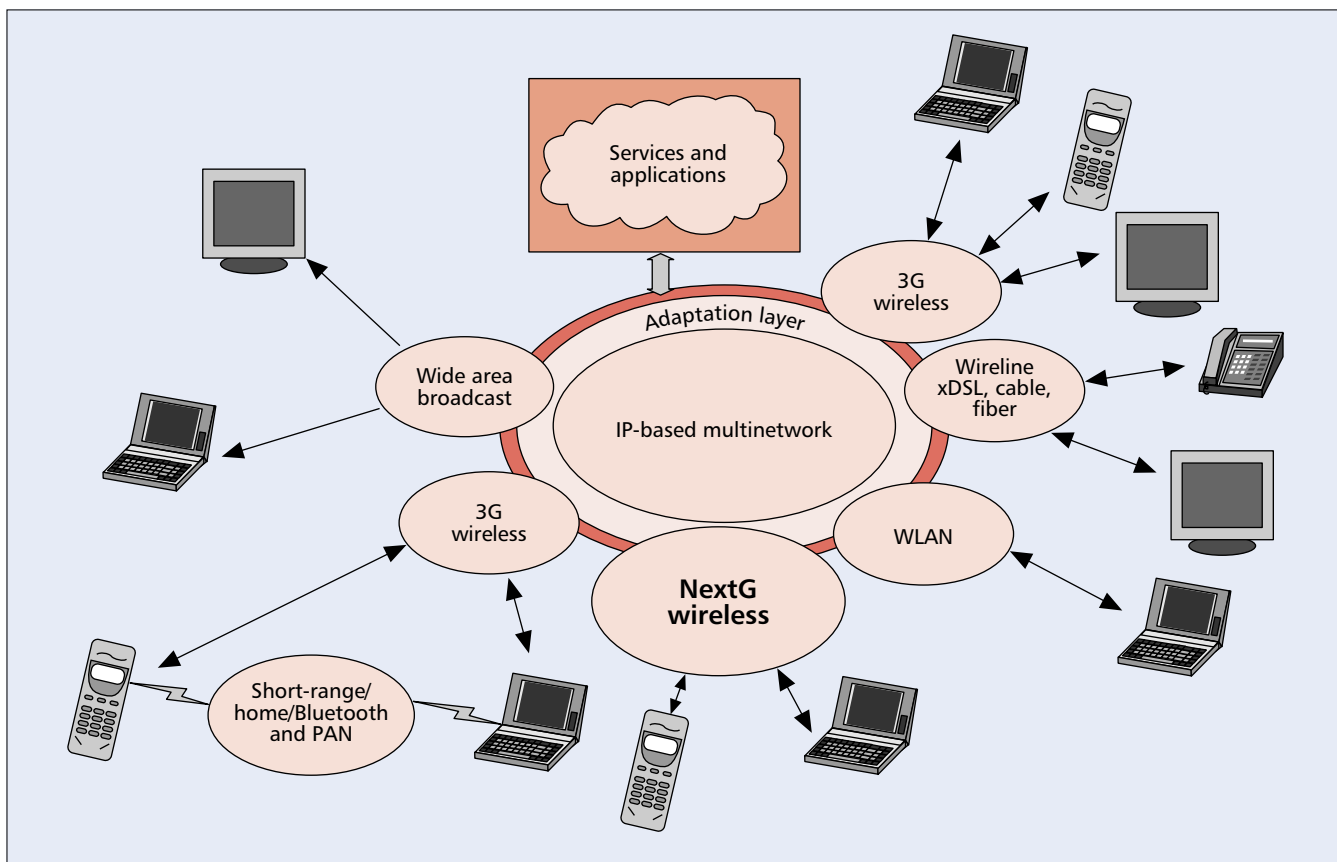 Services and
applications
3G
wireless
Adaptation layer
Wide area
broadcast
Wireline
xDSL, cable,
fiber
IP-based multinetwork
3G
wireless
WLAN
NextG
wireless
Short-range/
home/Bluetooth
and PAN